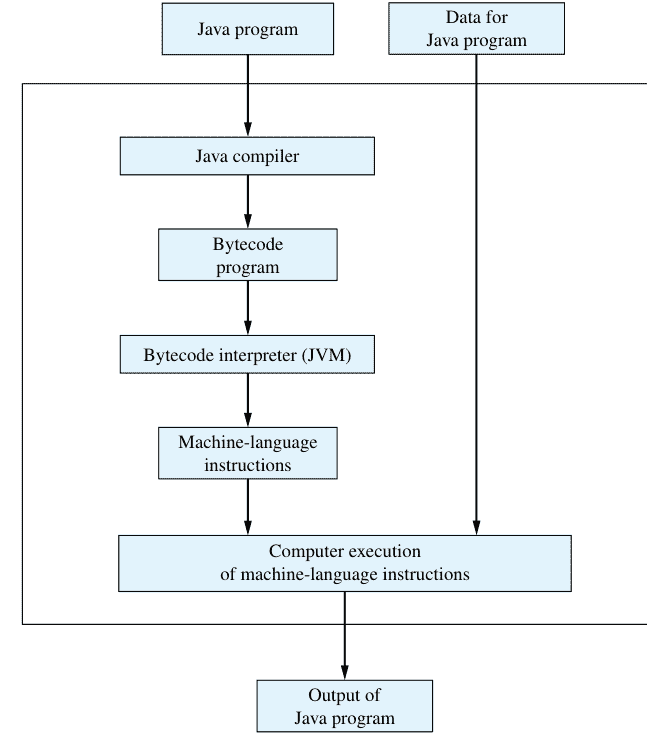 Java program
Data for
Java program
Java compiler
Bytecode
program
Bytecode interpreter (JVM)
Machine-language
instructions
Computer execution
of machine-language instructions
Output of
Java program